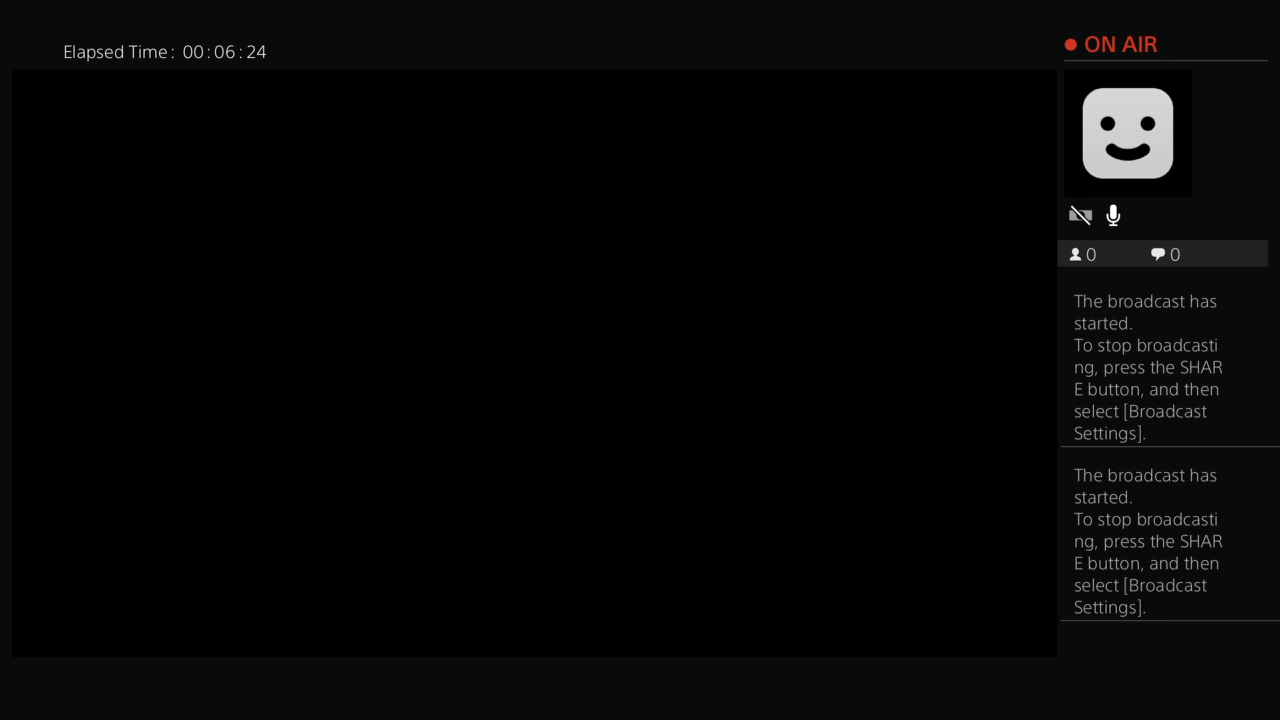 Elapsed Time: 00:06:24
ON AIR
0 0
The broadcast has
started.
To stop broadcasti
ng, press the SHAR
E button, and then
select [Broadcast
Settings].
The broadcast has
started.
To stop broadcasti
ng, press the SHAR
E button, and then
select [Broadcast
Settings].